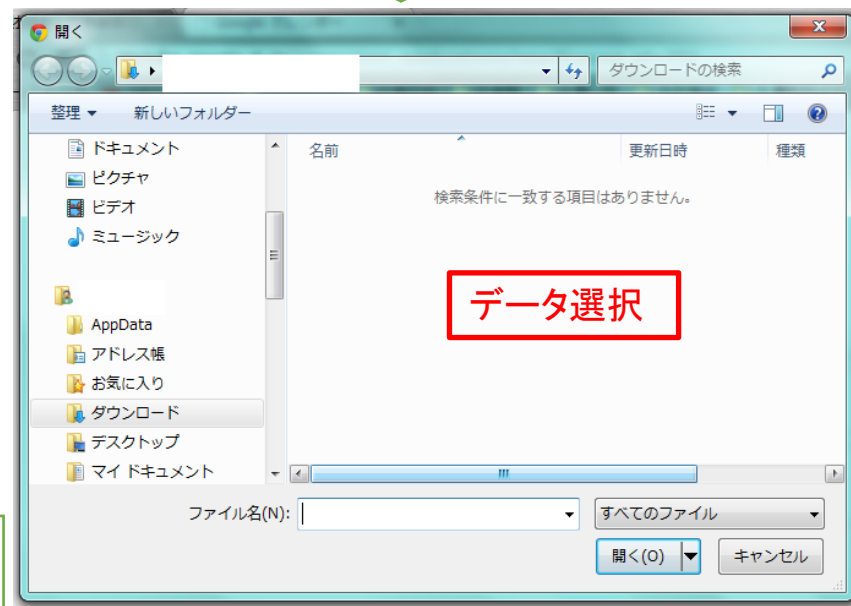 開く
ダウンロードの検索
整理 新しいフォルダー
名前 更新日時 種類
検索条件に一致する項目はありません。
ドキュメント
ピクチャ
ビデオ
ミュージック
AppData
アドレス帳
お気に入り
ダウンロード
デスクトップ
マイ ドキュメント
データ選択
ファイル名(N):
すべてのファイル
開く(O) キャンセル